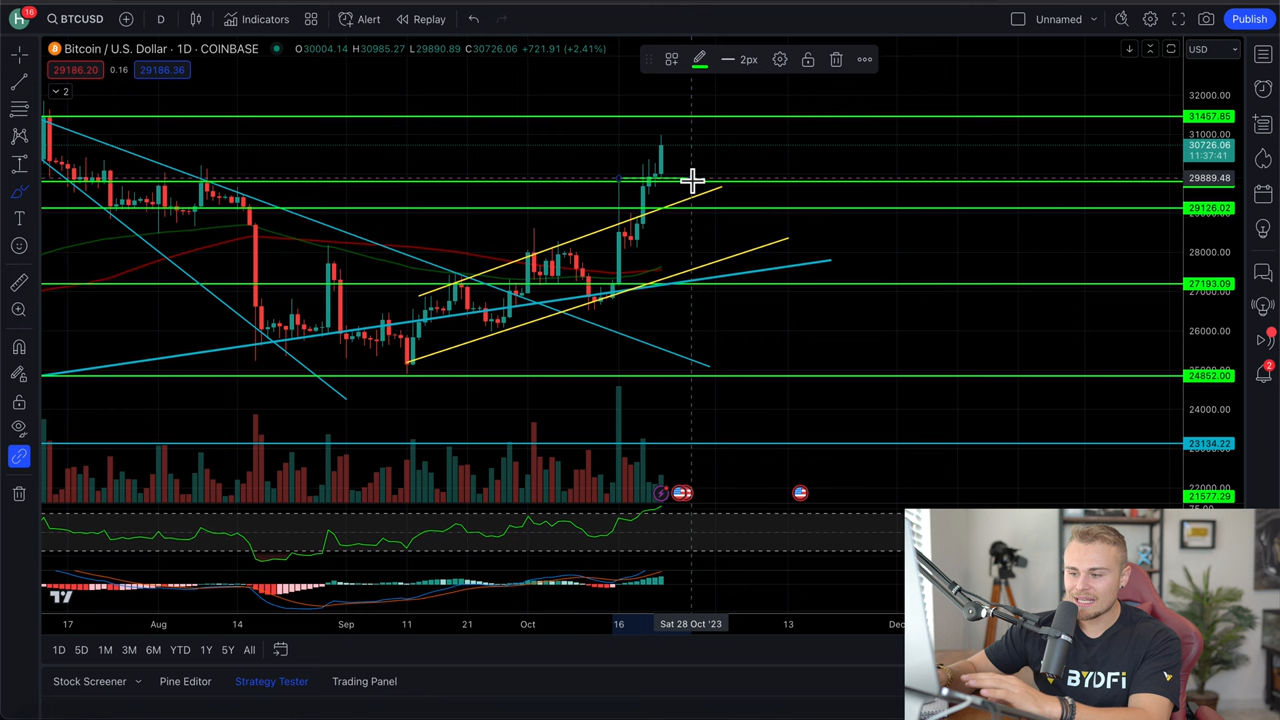 H 16 BTCUSD D Indicators Alert Replay Unnamed Publish
Bitcoin / U.S. Dollar · 1D · COINBASE O30004.14 H30985.27 L29890.89 C30726.06 +721.91 (+2.41%)
29186.20 0.16 29186.36
2
2px
USD
32000.00
31457.85
31000.00
30726.06
11:37:41
29889.48
29126.02
28000.00
27193.09
26000.00
24852.00
24000.00
23134.22
22000.00
21577.29
17 Aug 14 Sep 11 21 Oct 16 Sat 28 Oct '23 13
1D 5D 1M 3M 6M YTD 1Y 5Y All
Stock Screener Pine Editor Strategy Tester Trading Panel
2
BYDFi